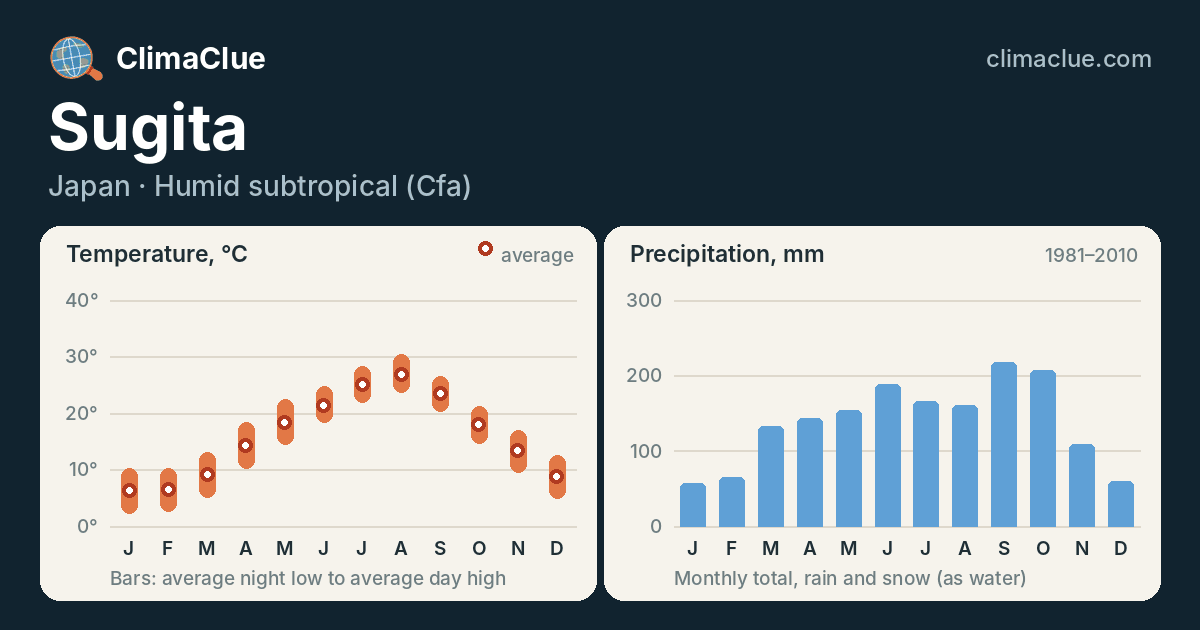 ClimaClue
climaclue.com
Sugita
Japan · Humid subtropical (Cfa)
Temperature, °C
average
40°
30°
20°
10°
0°
J F M A M J J A S O N D
Bars: average night low to average day high
Precipitation, mm
1981–2010
300
200
100
0
J F M A M J J A S O N D
Monthly total, rain and snow (as water)